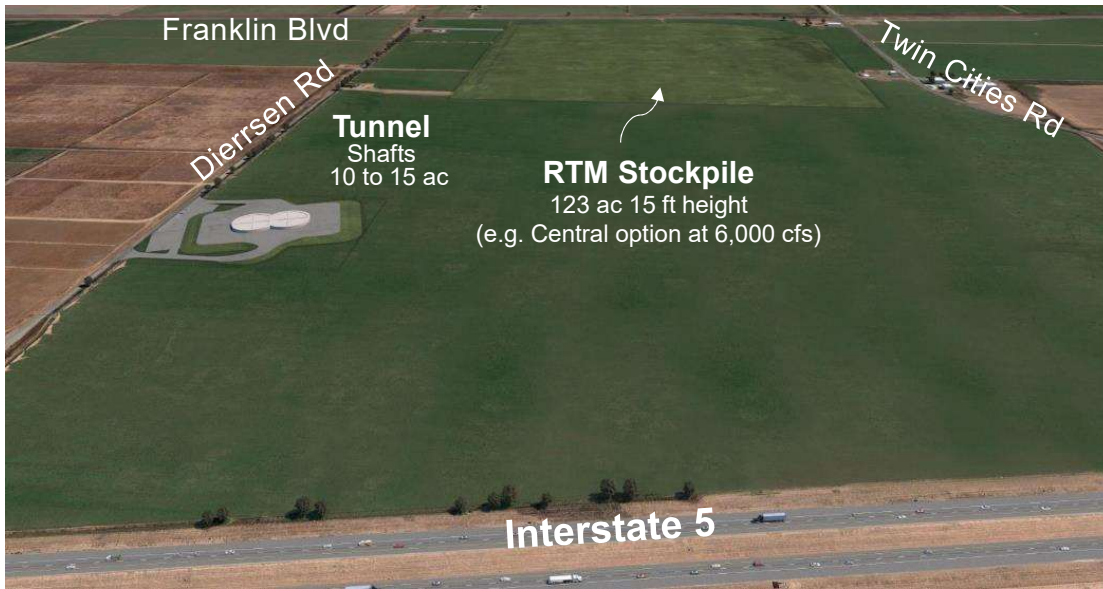 Franklin Blvd
Twin Cities Rd
Dierrsen Rd
Tunnel
Shafts
10 to 15 ac
RTM Stockpile
123 ac 15 ft height
(e.g. Central option at 6,000 cfs)
Interstate 5